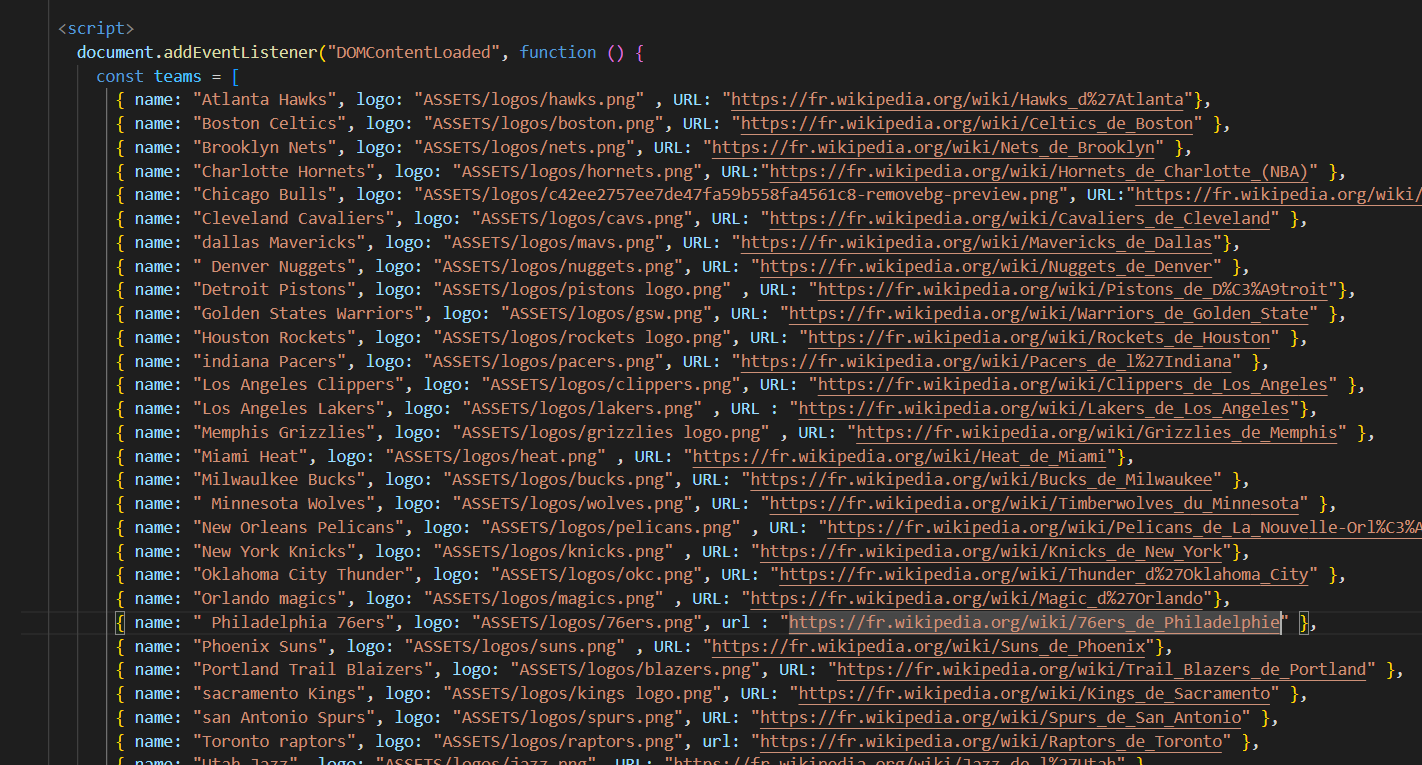 <script>
document.addEventListener("DOMContentLoaded", function () {
const teams = [
{ name: "Atlanta Hawks", logo: "ASSETS/logos/hawks.png" , URL: "https://fr.wikipedia.org/wiki/Hawks_d%27Atlanta"},
{ name: "Boston Celtics", logo: "ASSETS/logos/boston.png", URL: "https://fr.wikipedia.org/wiki/Celtics_de_Boston" },
{ name: "Brooklyn Nets", logo: "ASSETS/logos/nets.png", URL: "https://fr.wikipedia.org/wiki/Nets_de_Brooklyn" },
{ name: "Charlotte Hornets", logo: "ASSETS/logos/hornets.png", URL:"https://fr.wikipedia.org/wiki/Hornets_de_Charlotte_(NBA)" },
{ name: "Chicago Bulls", logo: "ASSETS/logos/c42ee2757ee7de47fa59b558fa4561c8-removebg-preview.png", URL:"https://fr.wikipedia.org/wiki/
{ name: "Cleveland Cavaliers", logo: "ASSETS/logos/cavs.png", URL: "https://fr.wikipedia.org/wiki/Cavaliers_de_Cleveland" },
{ name: "dallas Mavericks", logo: "ASSETS/logos/mavs.png", URL: "https://fr.wikipedia.org/wiki/Mavericks_de_Dallas"},
{ name: " Denver Nuggets", logo: "ASSETS/logos/nuggets.png", URL: "https://fr.wikipedia.org/wiki/Nuggets_de_Denver" },
{ name: "Detroit Pistons", logo: "ASSETS/logos/pistons logo.png" , URL: "https://fr.wikipedia.org/wiki/Pistons_de_D%C3%A9troit"},
{ name: "Golden States Warriors", logo: "ASSETS/logos/gsw.png", URL: "https://fr.wikipedia.org/wiki/Warriors_de_Golden_State" },
{ name: "Houston Rockets", logo: "ASSETS/logos/rockets logo.png", URL: "https://fr.wikipedia.org/wiki/Rockets_de_Houston" },
{ name: "indiana Pacers", logo: "ASSETS/logos/pacers.png", URL: "https://fr.wikipedia.org/wiki/Pacers_de_l%27Indiana" },
{ name: "Los Angeles Clippers", logo: "ASSETS/logos/clippers.png", URL: "https://fr.wikipedia.org/wiki/Clippers_de_Los_Angeles" },
{ name: "Los Angeles Lakers", logo: "ASSETS/logos/lakers.png" , URL : "https://fr.wikipedia.org/wiki/Lakers_de_Los_Angeles"},
{ name: "Memphis Grizzlies", logo: "ASSETS/logos/grizzlies logo.png" , URL: "https://fr.wikipedia.org/wiki/Grizzlies_de_Memphis" },
{ name: "Miami Heat", logo: "ASSETS/logos/heat.png" , URL: "https://fr.wikipedia.org/wiki/Heat_de_Miami"},
{ name: "Milwaulkee Bucks", logo: "ASSETS/logos/bucks.png", URL: "https://fr.wikipedia.org/wiki/Bucks_de_Milwaukee" },
{ name: " Minnesota Wolves", logo: "ASSETS/logos/wolves.png", URL: "https://fr.wikipedia.org/wiki/Timberwolves_du_Minnesota" },
{ name: "New Orleans Pelicans", logo: "ASSETS/logos/pelicans.png" , URL: "https://fr.wikipedia.org/wiki/Pelicans_de_La_Nouvelle-Orl%C3%A
{ name: "New York Knicks", logo: "ASSETS/logos/knicks.png" , URL: "https://fr.wikipedia.org/wiki/Knicks_de_New_York"},
{ name: "Oklahoma City Thunder", logo: "ASSETS/logos/okc.png", URL: "https://fr.wikipedia.org/wiki/Thunder_d%27Oklahoma_City" },
{ name: "Orlando magics", logo: "ASSETS/logos/magics.png" , URL: "https://fr.wikipedia.org/wiki/Magic_d%27Orlando"},
{ name: " Philadelphia 76ers", logo: "ASSETS/logos/76ers.png", url : "https://fr.wikipedia.org/wiki/76ers_de_Philadelphie" },
{ name: "Phoenix Suns", logo: "ASSETS/logos/suns.png" , URL: "https://fr.wikipedia.org/wiki/Suns_de_Phoenix"},
{ name: "Portland Trail Blaizers", logo: "ASSETS/logos/blazers.png", URL: "https://fr.wikipedia.org/wiki/Trail_Blazers_de_Portland" },
{ name: "sacramento Kings", logo: "ASSETS/logos/kings logo.png", URL: "https://fr.wikipedia.org/wiki/Kings_de_Sacramento" },
{ name: "san Antonio Spurs", logo: "ASSETS/logos/spurs.png", URL: "https://fr.wikipedia.org/wiki/Spurs_de_San_Antonio" },
{ name: "Toronto raptors", logo: "ASSETS/logos/raptors.png", url: "https://fr.wikipedia.org/wiki/Raptors_de_Toronto" },
{ name: "Utah Jazz", logo: "ASSETS/logos/jazz.png", URL: "https://fr.wikipedia.org/wiki/Jazz_de_l%27Utah" }